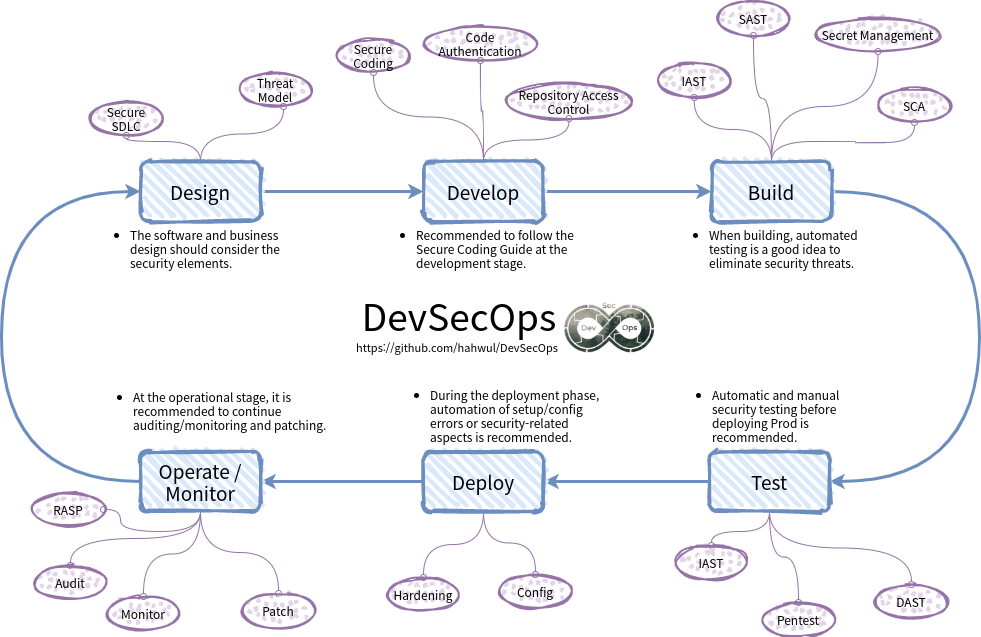 SAST
Secret Management
Code
Authentication
Secure
Coding
IAST
Threat
Model
Repository Access
Control
SCA
Secure
SDLC
Design
Develop
Build
• The software and business
design should consider the
security elements.
• Recommended to follow the
Secure Coding Guide at the
development stage.
• When building, automated
testing is a good idea to
eliminate security threats.
DevSecOps
https://github.com/hahwul/DevSecOps
Sec
Dev
Ops
• At the operational stage, it is
recommended to continue
auditing/monitoring and patching.
• During the deployment phase,
automation of setup/config
errors or security-related
aspects is recommended.
• Automatic and manual
security testing before
deploying Prod is
recommended.
Operate /
Monitor
Deploy
Test
RASP
Audit
Monitor
Patch
Hardening
Config
IAST
Pentest
DAST